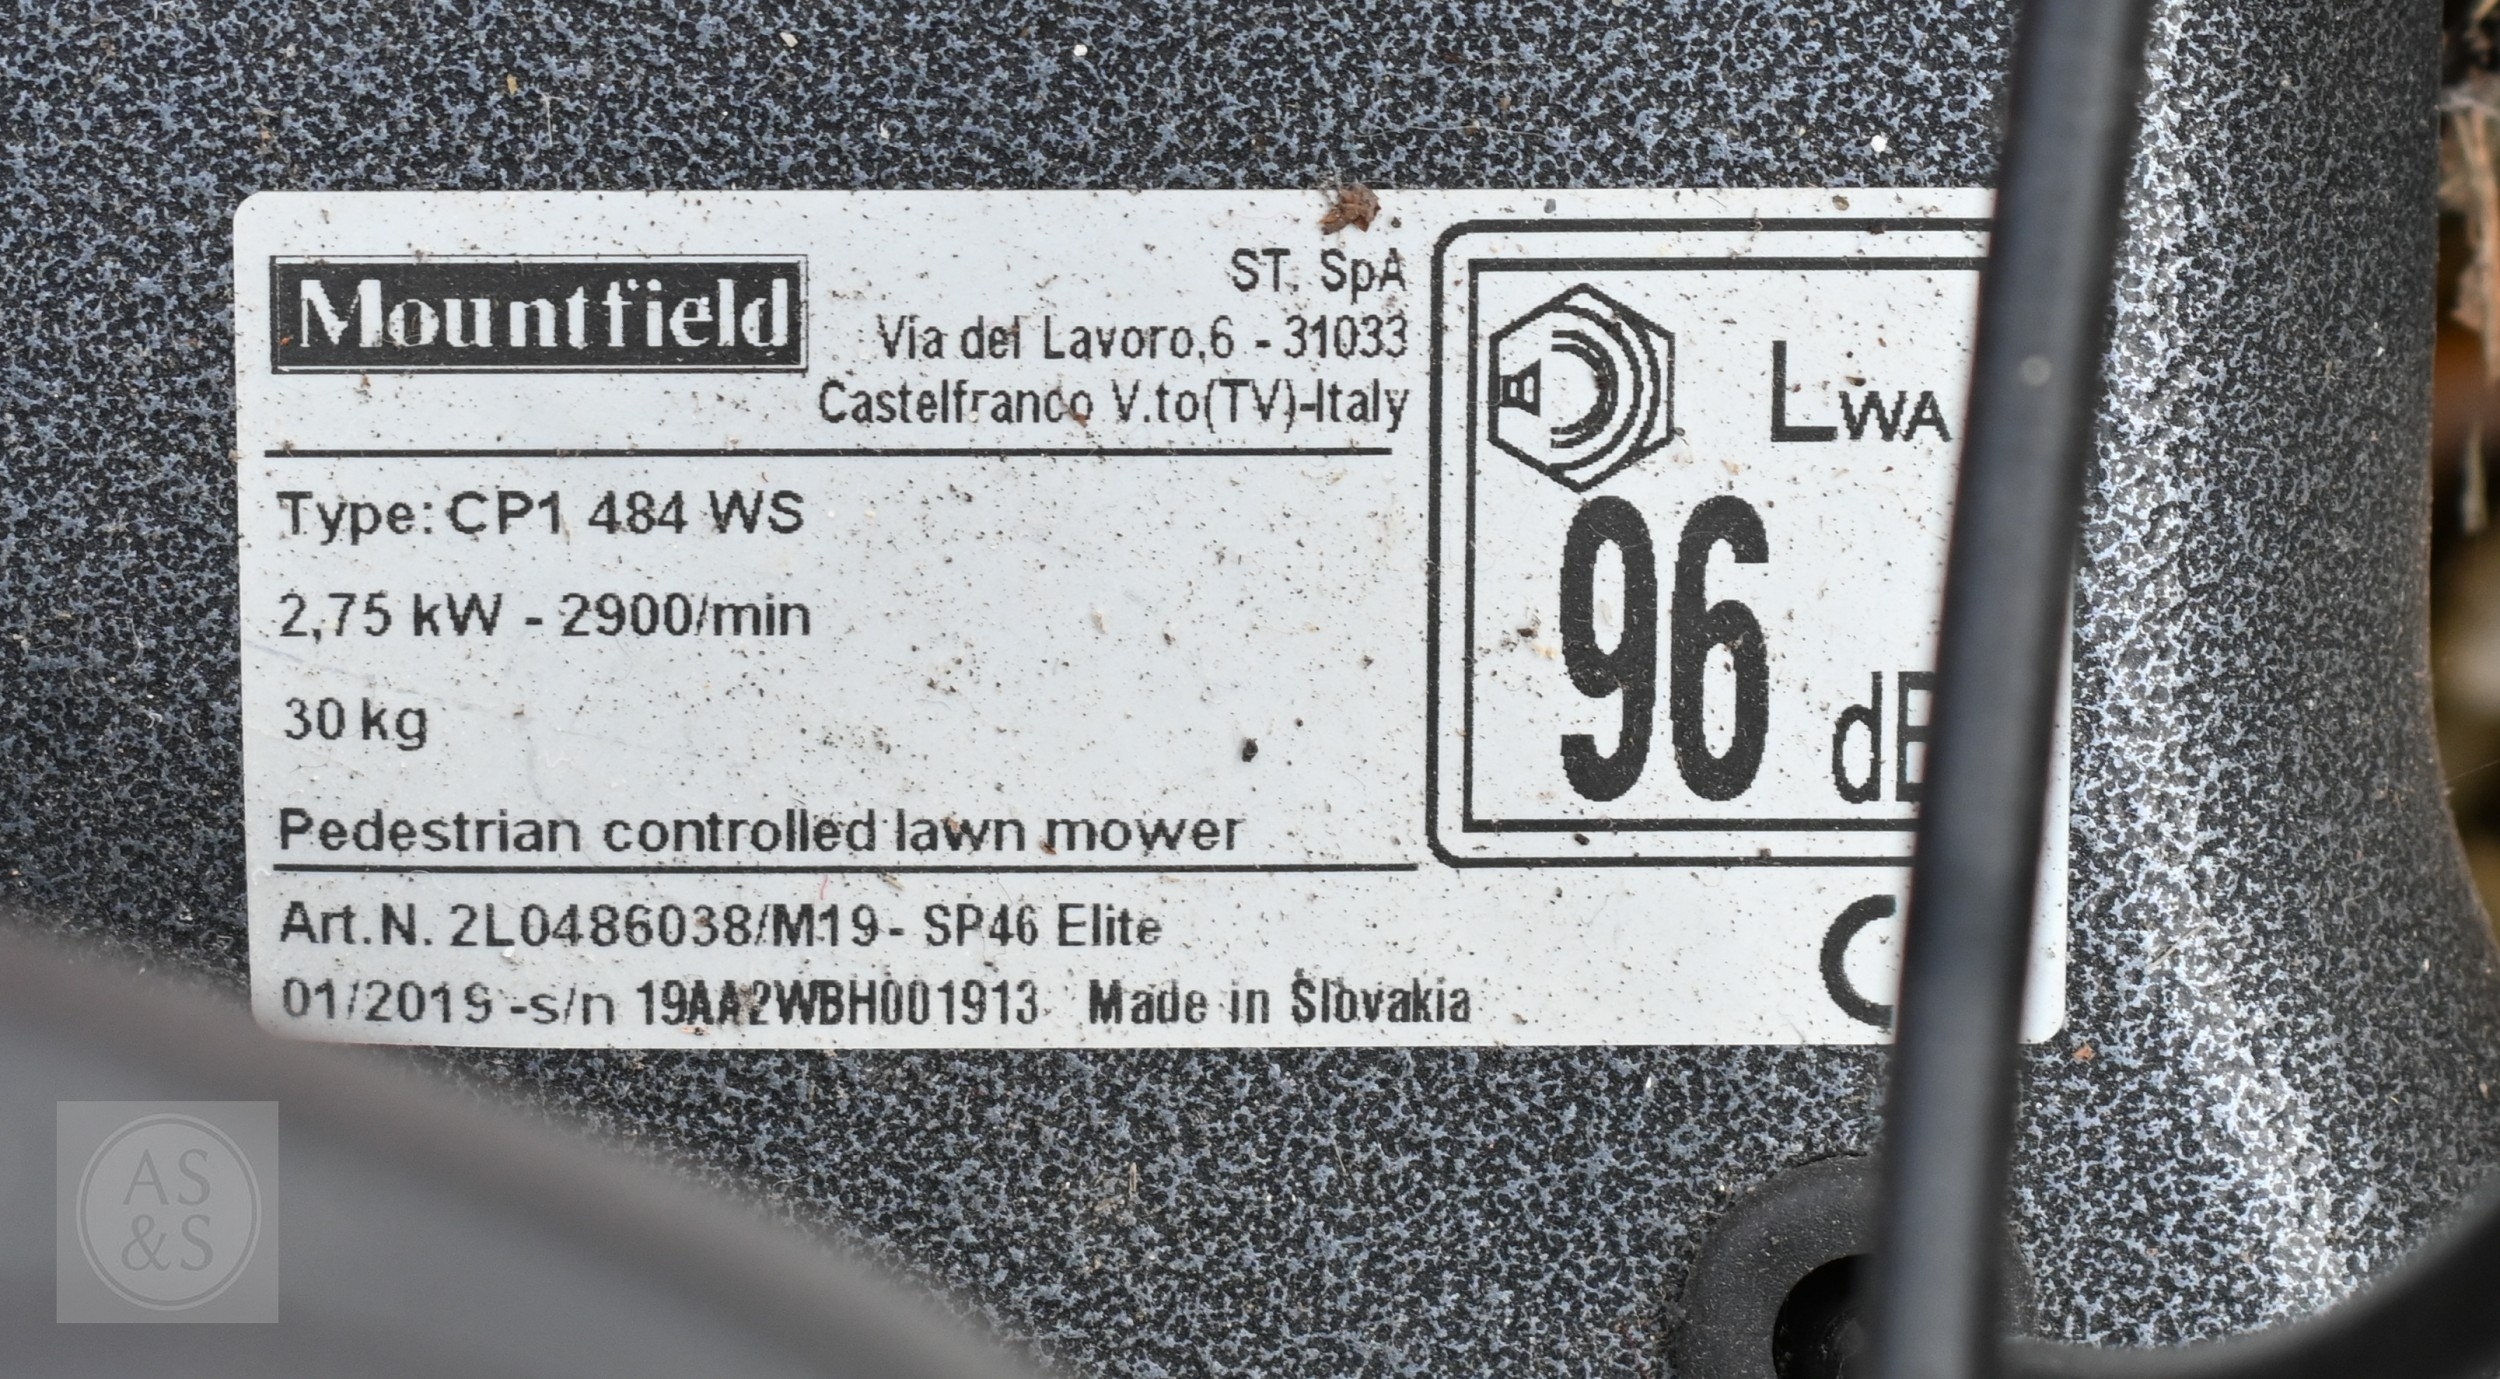 Mountfield
ST. SpA
Via del Lavoro,6 - 31033
Castelfranco V.to(TV)-Italy
Type: CP1 484 WS
2,75 kW - 2900/min
30 kg
Pedestrian controlled lawn mower
LWA
96
dB
Art.N. 2L0486038/M19 - SP46 Elite
01/2019 -s/n 19AA2WBH001913 Made in Slovakia
AS
&S